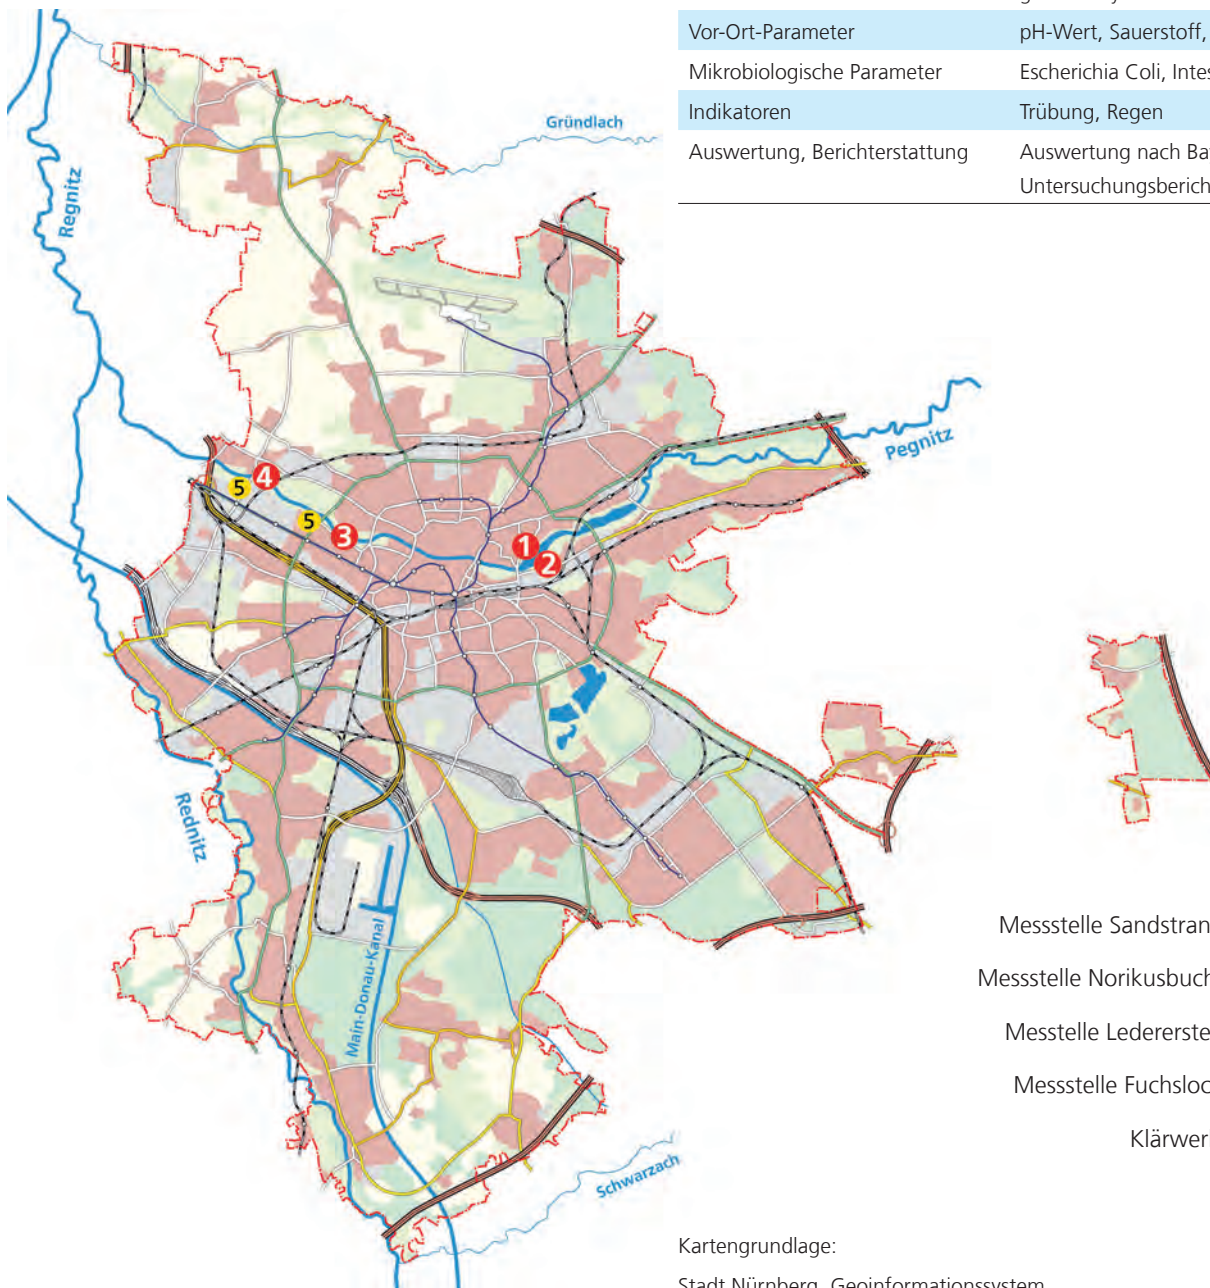 Vor-Ort-Parameter pH-Wert, Sauerstoff,
Mikrobiologische Parameter Escherichia Coli, Intes
Indikatoren Trübung, Regen
Auswertung, Berichterstattung Auswertung nach Ba
Untersuchungsberich
Gründlach
Regnitz
Pegnitz
4
5
5
3
1
2
Rednitz
Main-Donau-Kanal
Schwarzach
Messstelle Sandstran
Messstelle Norikusbuch
Messtelle Ledererste
Messstelle Fuchsloc
Klärwer
Kartengrundlage:
Stadt Nürnberg, Geoinformationssystem